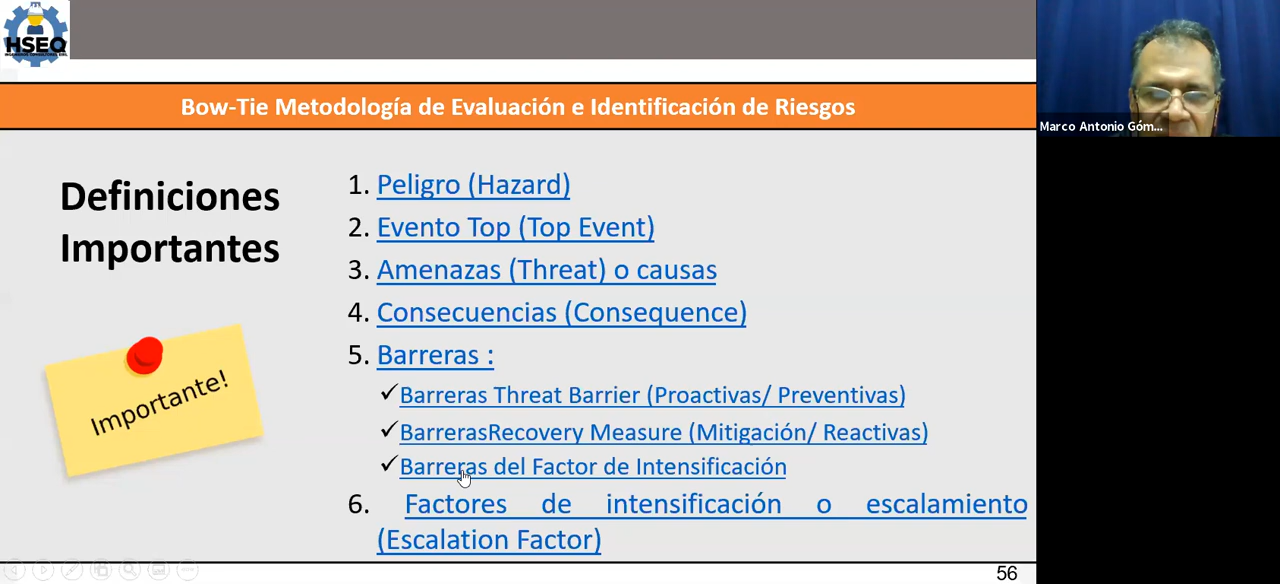 HSEQ
Bow-Tie Metodología de Evaluación e Identificación de Riesgos
Marco Antonio Góm...
Definiciones
Importantes
Importante!
1. Peligro (Hazard)
2. Evento Top (Top Event)
3. Amenazas (Threat) o causas
4. Consecuencias (Consequence)
5. Barreras :
✓Barreras Threat Barrier (Proactivas/ Preventivas)
✓BarrerasRecovery Measure (Mitigación/ Reactivas)
✓Barreras del Factor de Intensificación
6. Factores de intensificación o escalamiento
(Escalation Factor)
56